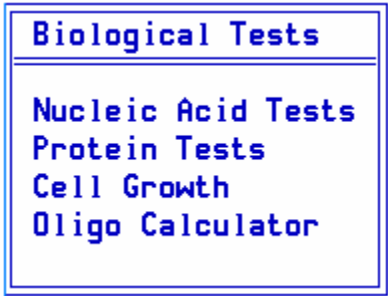 Biological Tests
Nucleic Acid Tests
Protein Tests
Cell Growth
Oligo Calculator